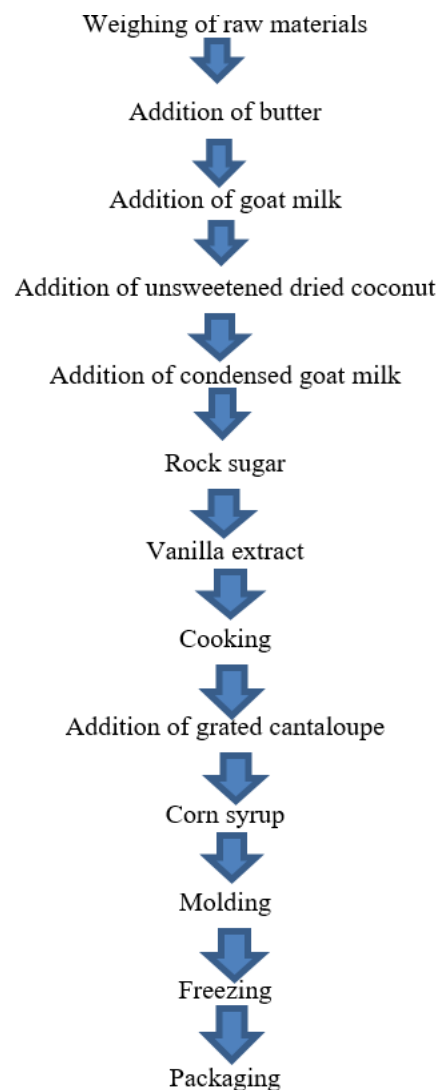 Weighing of raw materials
Addition of butter
Addition of goat milk
Addition of unsweetened dried coconut
Addition of condensed goat milk
Rock sugar
Vanilla extract
Cooking
Addition of grated cantaloupe
Corn syrup
Molding
Freezing
Packaging